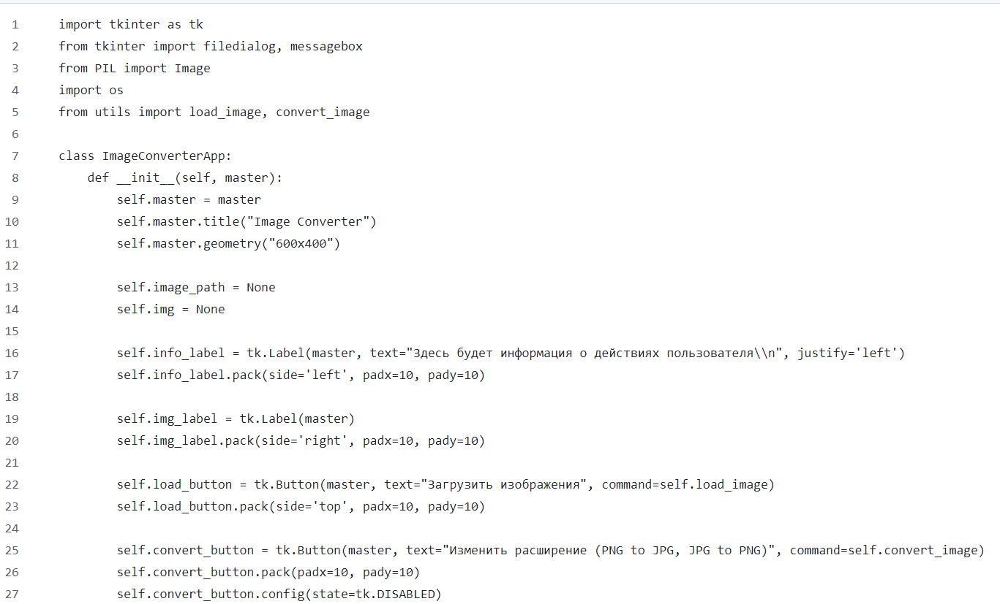 1 import tkinter as tk
2 from tkinter import filedialog, messagebox
3 from PIL import Image
4 import os
5 from utils import load_image, convert_image
6
7 class ImageConverterApp:
8     def __init__(self, master):
9         self.master = master
10         self.master.title("Image Converter")
11         self.master.geometry("600x400")
12
13         self.image_path = None
14         self.img = None
15
16         self.info_label = tk.Label(master, text="Здесь будет информация о действиях пользователя\\n", justify='left')
17         self.info_label.pack(side='left', padx=10, pady=10)
18
19         self.img_label = tk.Label(master)
20         self.img_label.pack(side='right', padx=10, pady=10)
21
22         self.load_button = tk.Button(master, text="Загрузить изображения", command=self.load_image)
23         self.load_button.pack(side='top', padx=10, pady=10)
24
25         self.convert_button = tk.Button(master, text="Изменить расширение (PNG to JPG, JPG to PNG)", command=self.convert_image)
26         self.convert_button.pack(padx=10, pady=10)
27         self.convert_button.config(state=tk.DISABLED)